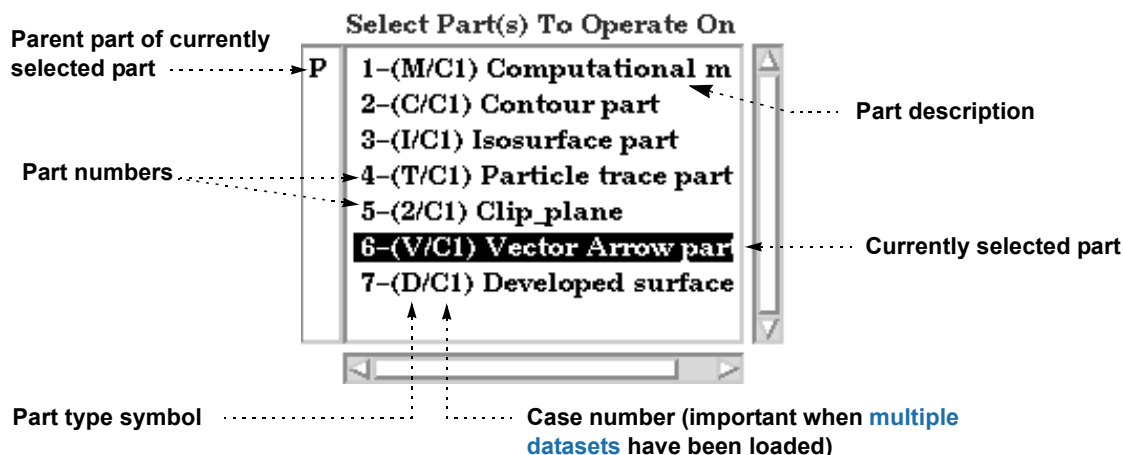 Select Part(s) To Operate On
Parent part of currently
selected part
P
1–(M/C1) Computational m
2–(C/C1) Contour part
Part description
3–(I/C1) Isosurface part
Part numbers
4–(T/C1) Particle trace part
5–(2/C1) Clip_plane
6–(V/C1) Vector Arrow part
Currently selected part
7–(D/C1) Developed surface
Part type symbol
Case number (important when multiple
datasets have been loaded)